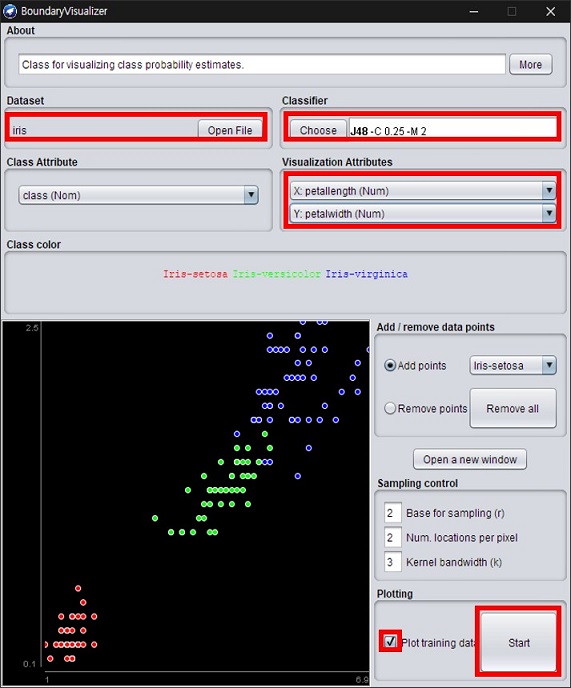 BoundaryVisualizer
About
Class for visualizing class probability estimates.
More
Dataset
Classifier
iris
Open File
Choose
J48 -C 0.25 -M 2
Class Attribute
Visualization Attributes
class (Nom)
X: petallength (Num)
Y: petalwidth (Num)
Class color
Iris-setosa Iris-versicolor Iris-virginica
2.5
0.1
1
6.9
Add / remove data points
Add points
Iris-setosa
Remove points
Remove all
Open a new window
Sampling control
2 Base for sampling (r)
2 Num. locations per pixel
3 Kernel bandwidth (k)
Plotting
Plot training data
Start